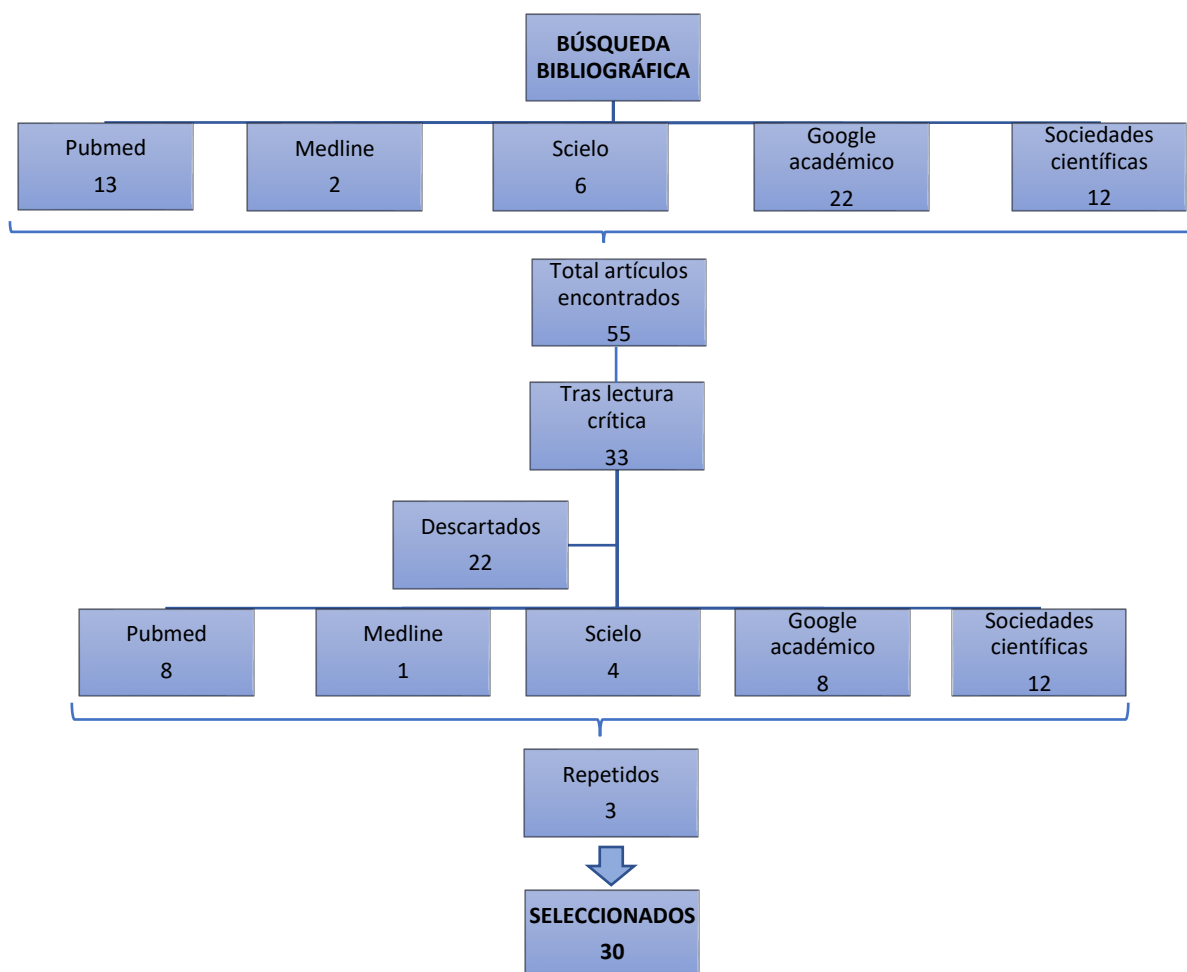 BÚSQUEDA
BIBLIOGRÁFICA
Pubmed
13
Medline
2
Scielo
6
Google
académico
22
Sociedades
científicas
12
Total artículos
encontrados
55
Tras lectura
crítica
33
Descartados
22
Pubmed
8
Medline
1
Scielo
4
Google
académico
8
Sociedades
científicas
12
Repetidos
3
SELECCIONADOS
30